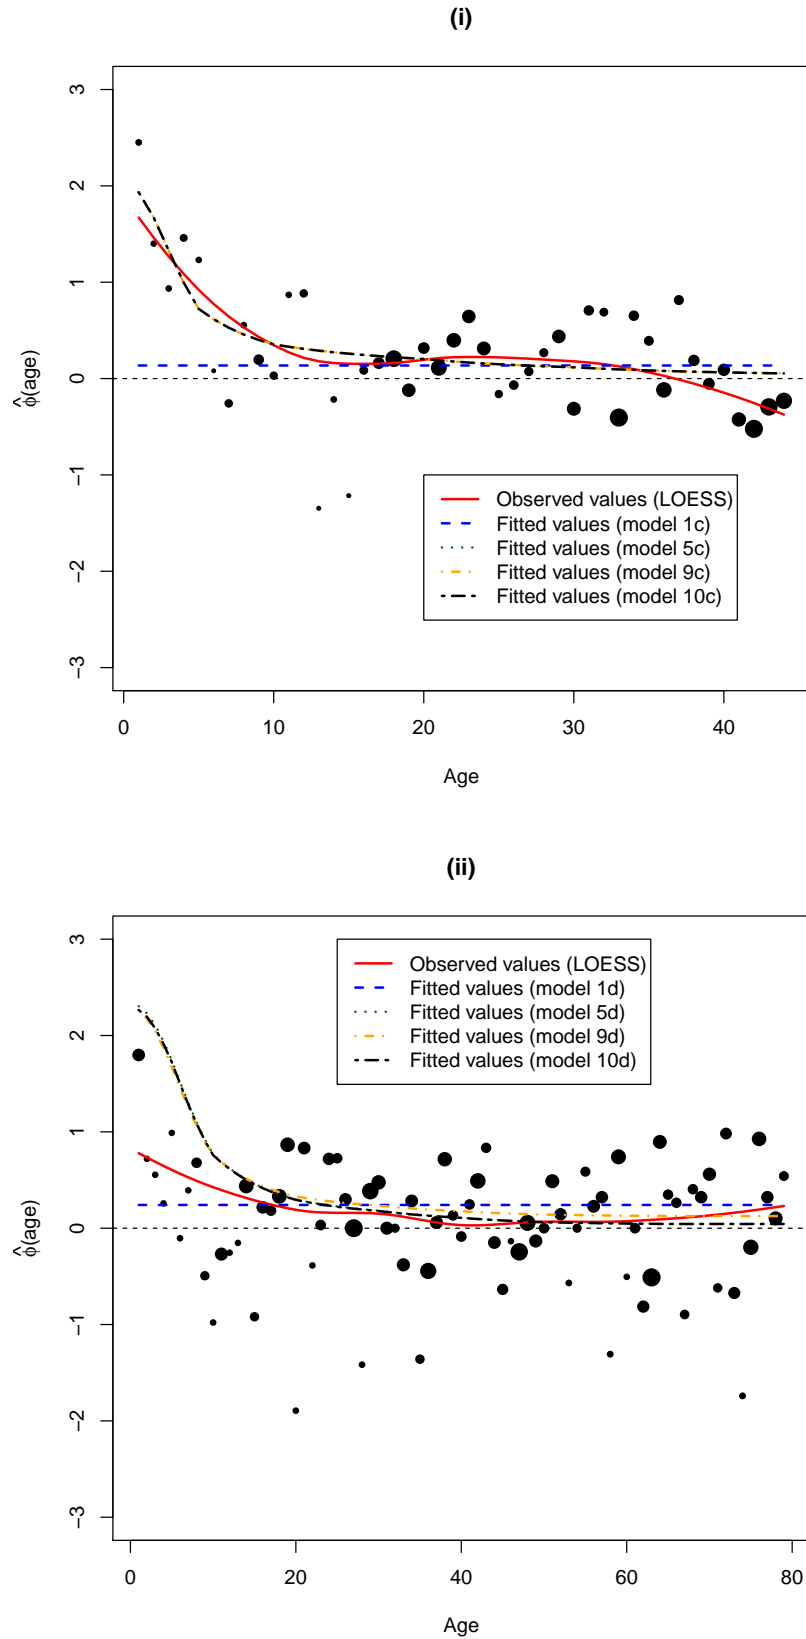 (i)
3
2
1
0
−1
−2
−3
ϕ̂(age)
Observed values (LOESS)
Fitted values (model 1c)
Fitted values (model 5c)
Fitted values (model 9c)
Fitted values (model 10c)
0 10 20 30 40
Age
(ii)
3
2
1
0
−1
−2
−3
ϕ̂(age)
Observed values (LOESS)
Fitted values (model 1d)
Fitted values (model 5d)
Fitted values (model 9d)
Fitted values (model 10d)
0 20 40 60 80
Age